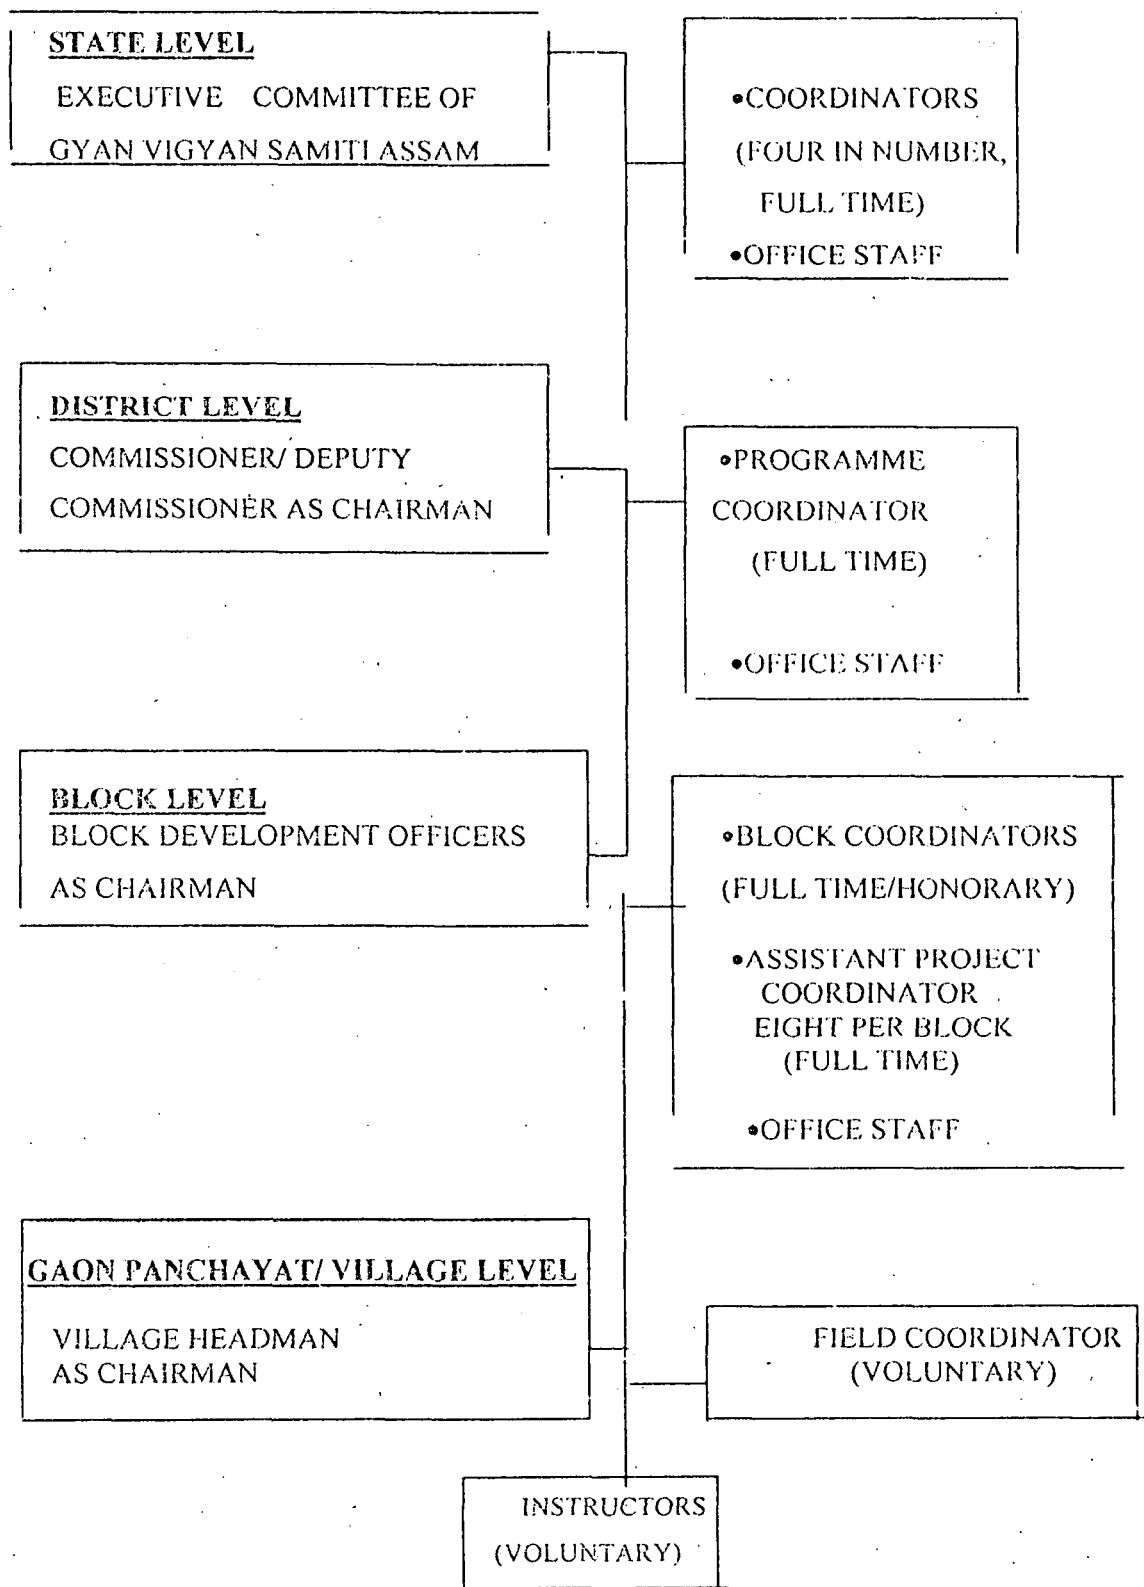 STATE LEVEL
EXECUTIVE COMMITTEE OF
GYAN VIGYAN SAMITI ASSAM
•COORDINATORS
(FOUR IN NUMBER,
FULL TIME)
•OFFICE STAFF
DISTRICT LEVEL
COMMISSIONER/ DEPUTY
COMMISSIONER AS CHAIRMAN
•PROGRAMME
COORDINATOR
(FULL TIME)
•OFFICE STAFF
BLOCK LEVEL
BLOCK DEVELOPMENT OFFICERS
AS CHAIRMAN
•BLOCK COORDINATORS
(FULL TIME/HONORARY)
•ASSISTANT PROJECT
COORDINATOR
EIGHT PER BLOCK
(FULL TIME)
•OFFICE STAFF
GAON PANCHAYAT/ VILLAGE LEVEL
VILLAGE HEADMAN
AS CHAIRMAN
FIELD COORDINATOR
(VOLUNTARY)
INSTRUCTORS
(VOLUNTARY)